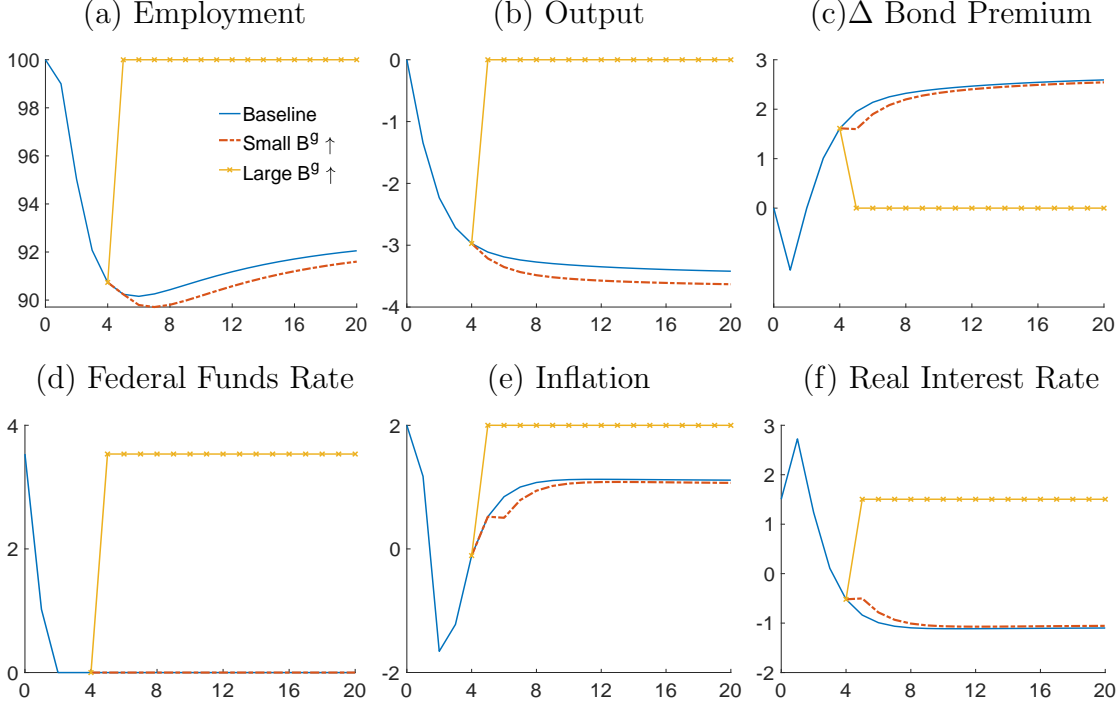 (a) Employment
(b) Output
(c)Δ Bond Premium
100
98
96
94
92
90
0 4 8 12 16 20
Baseline
Small Bᵍ ↑
Large Bᵍ ↑
0
-1
-2
-3
-4
0 4 8 12 16 20
3
2
1
0
0 4 8 12 16 20
(d) Federal Funds Rate
(e) Inflation
(f) Real Interest Rate
4
2
0
0 4 8 12 16 20
2
0
-2
0 4 8 12 16 20
3
2
1
0
-1
-2
0 4 8 12 16 20